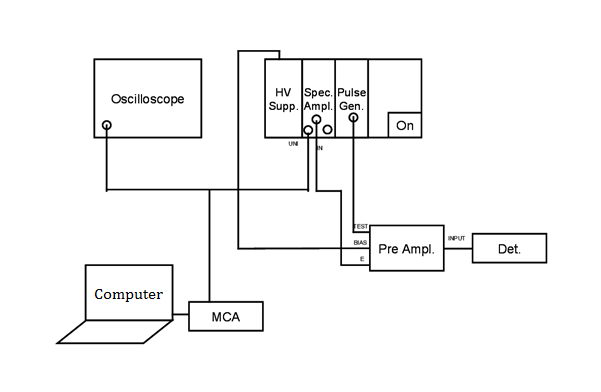 Oscilloscope
HV
Supp.
Spec.
Ampl.
Pulse
Gen.
On
UNI
IN
TEST
BIAS
E
Pre Ampl.
INPUT
Det.
Computer
MCA